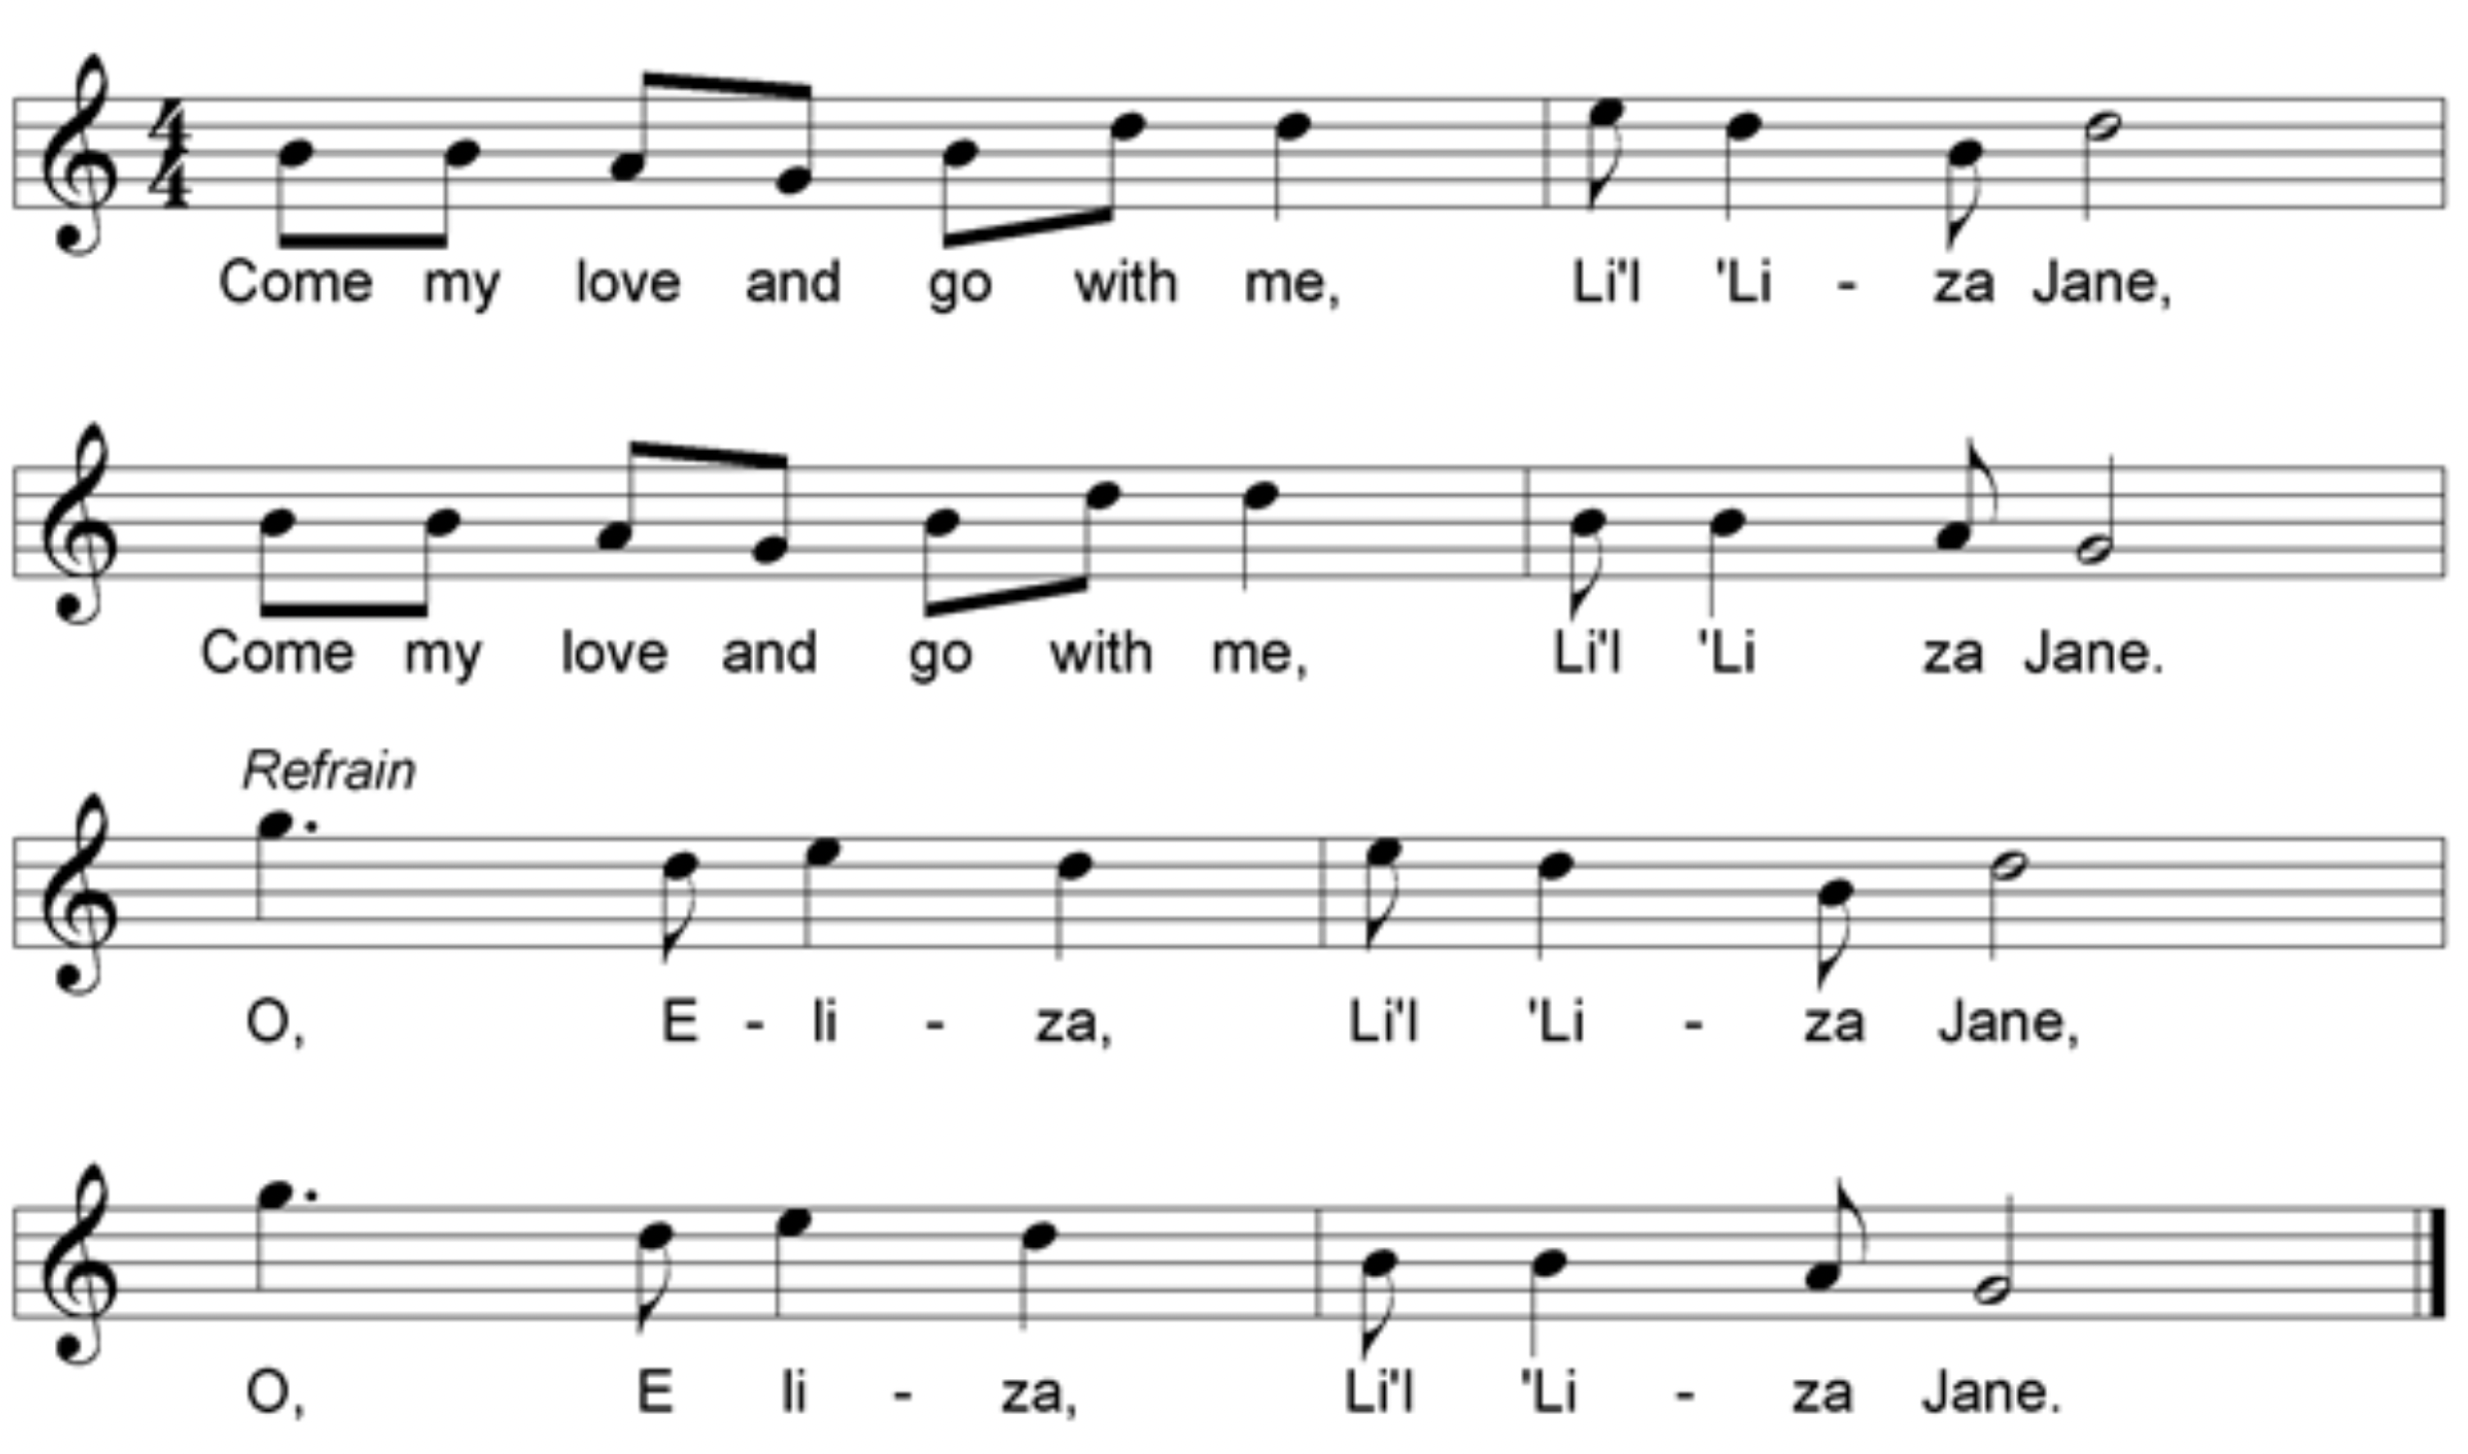 4
4
Come my love and go with me, Li'l 'Li - za Jane,
Come my love and go with me, Li'l 'Li za Jane.
Refrain
O, E - li - za, Li'l 'Li - za Jane,
O, E li - za, Li'l 'Li - za Jane.